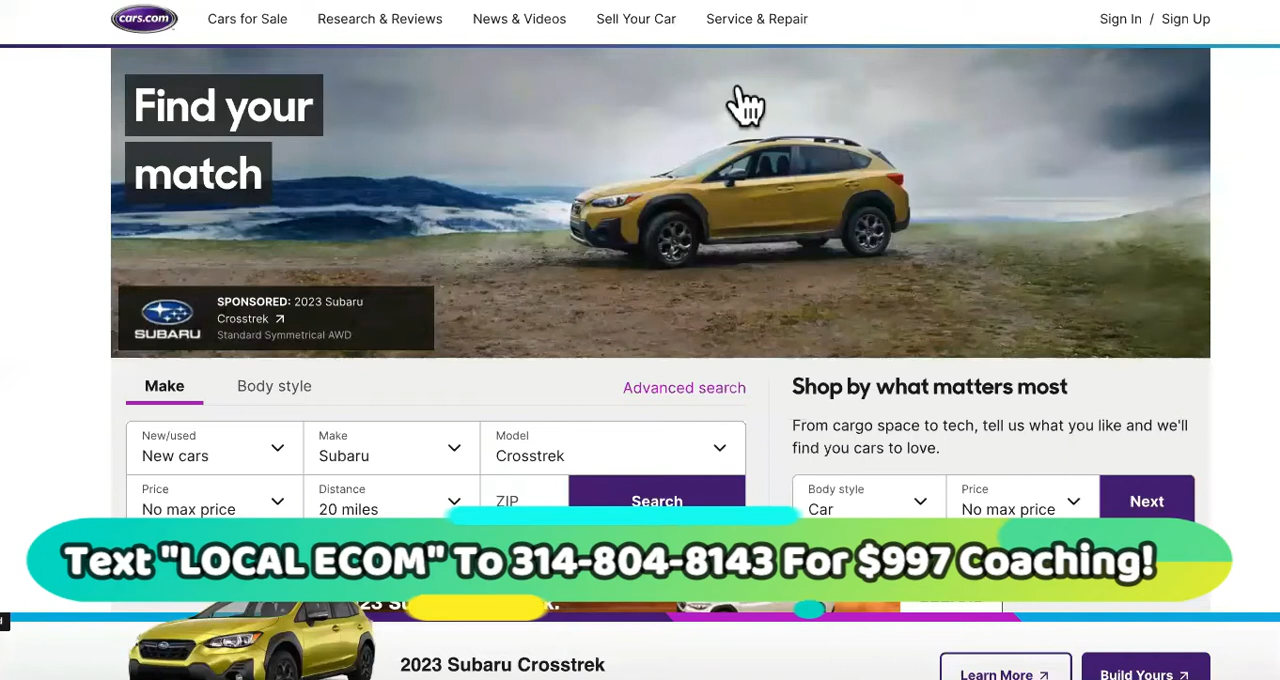 cars.com
Cars for Sale
Research & Reviews
News & Videos
Sell Your Car
Service & Repair
Sign In / Sign Up
Find your
match
SUBARU
SPONSORED: 2023 Subaru
Crosstrek
Standard Symmetrical AWD
Make
Body style
Advanced search
New/used
New cars
Make
Subaru
Model
Crosstrek
Price
No max price
Distance
20 miles
ZIP
Search
Shop by what matters most
From cargo space to tech, tell us what you like and we'll
find you cars to love.
Body style
Car
Price
No max price
Next
Text "LOCAL ECOM" To 314-804-8143 For $997 Coaching!
2023 Subaru Crosstrek
Learn More
Build Yours